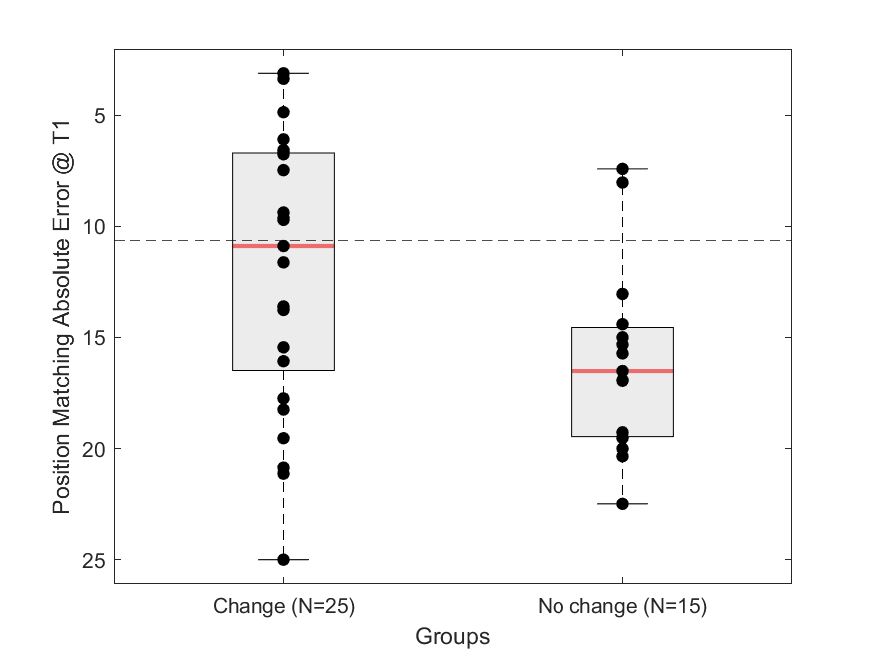 Position Matching Absolute Error @ T1
5
10
15
20
25
Change (N=25)
No change (N=15)
Groups